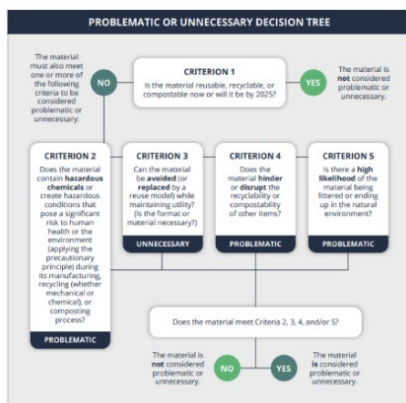 PROBLEMATIC OR UNNECESSARY DECISION TREE
The material
must also meet
one or more of
the following
criteria to be
considered
problematic or
unnecessary:
NO
CRITERION 1
Is the material reusable, recyclable, or
compostable now or will it be by 2025?
YES
The material is
not considered
problematic or
unnecessary.
CRITERION 2
Does the material
contain hazardous
chemicals or
create hazardous
conditions that
pose a significant
risk to human
health or the
environment
(applying the
precautionary
principle) during its
manufacturing,
recycling (whether
mechanical or
chemical), or
composting
process?
PROBLEMATIC
CRITERION 3
Can the material
be avoided (or
replaced by a
reuse model) while
maintaining utility?
(Is the format or
material necessary?)
UNNECESSARY
CRITERION 4
Does the
material hinder
or disrupt the
recyclability or
compostability
of other items?
PROBLEMATIC
CRITERION 5
Is there a high
likelihood of the
material being
littered or ending
up in the natural
environment?
PROBLEMATIC
Does the material meet Criteria 2, 3, 4, and/or 5?
The material is
not considered
problematic or
unnecessary.
NO
YES
The material
is considered
problematic or
unnecessary.